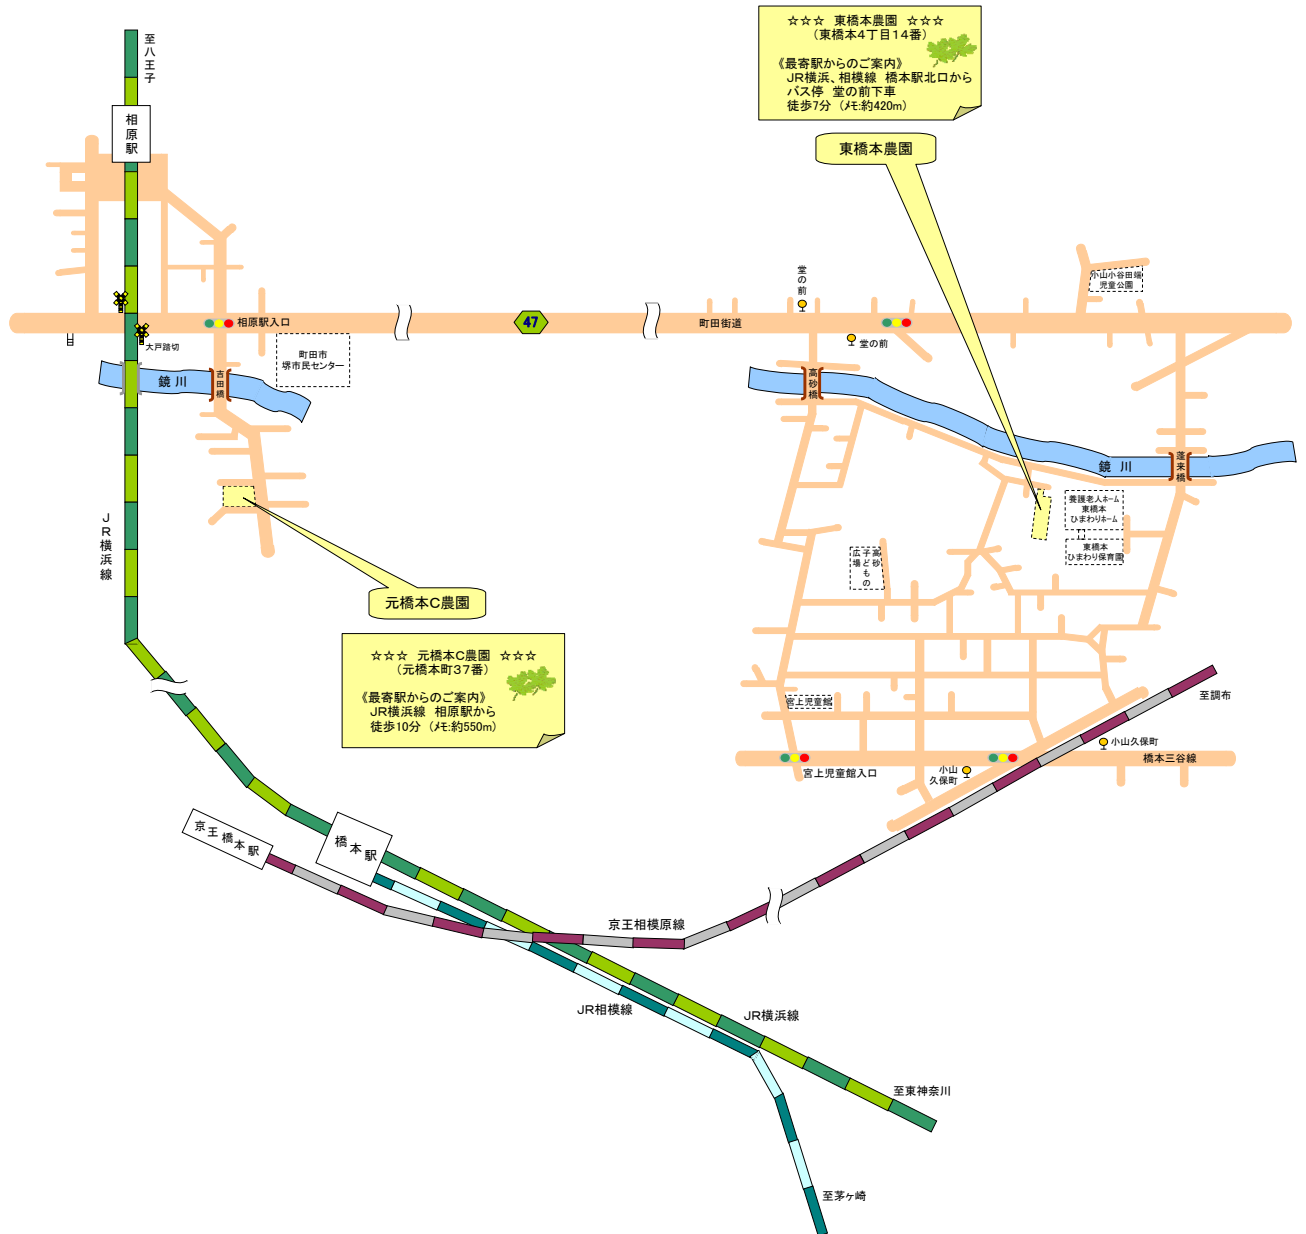 ☆☆☆ 東橋本農園 ☆☆☆
(東橋本4丁目14番)
《最寄駅からのご案内》
JR横浜、相模線 橋本駅北口から
バス停 堂の前下車
徒歩7分 (メモ:約420m)
東橋本農園
至八王子
相原駅
相原駅入口
大戸踏切
町田市
堺市民センター
鏡川
吉田橋
47
町田街道
堂の前
堂の前
小山小谷田端
児童公園
高砂橋
鏡川
蓬来橋
養護老人ホーム
東橋本
ひまわりホーム
東橋本
ひまわり保育園
高砂
子どもの
広場
JR横浜線
元橋本C農園
☆☆☆ 元橋本C農園 ☆☆☆
(元橋本町37番)
《最寄駅からのご案内》
JR横浜線 相原駅から
徒歩10分 (メモ:約550m)
宮上児童館
宮上児童館入口
小山
久保町
小山久保町
橋本三谷線
至調布
京王橋本駅
橋本駅
京王相模原線
JR相模線
JR横浜線
至東神奈川
至茅ヶ崎